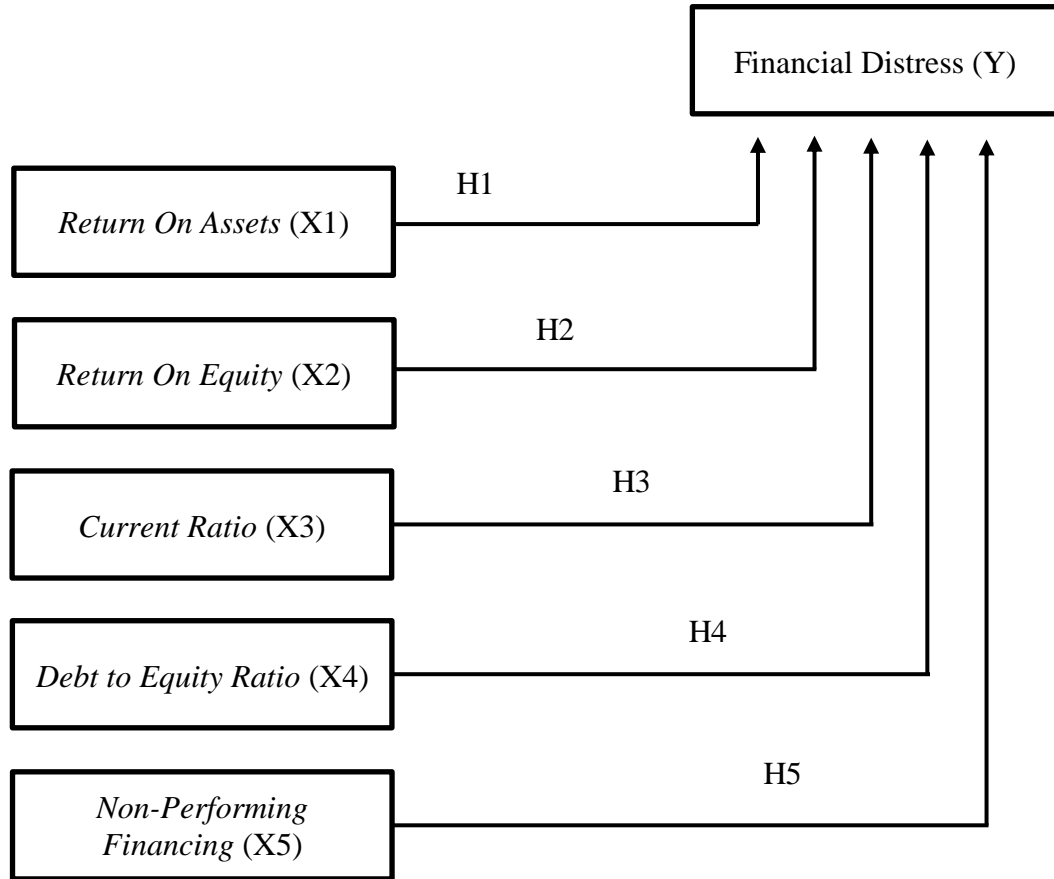 Financial Distress (Y)
H1
Return On Assets (X1)
H2
Return On Equity (X2)
H3
Current Ratio (X3)
H4
Debt to Equity Ratio (X4)
H5
Non-Performing
Financing (X5)